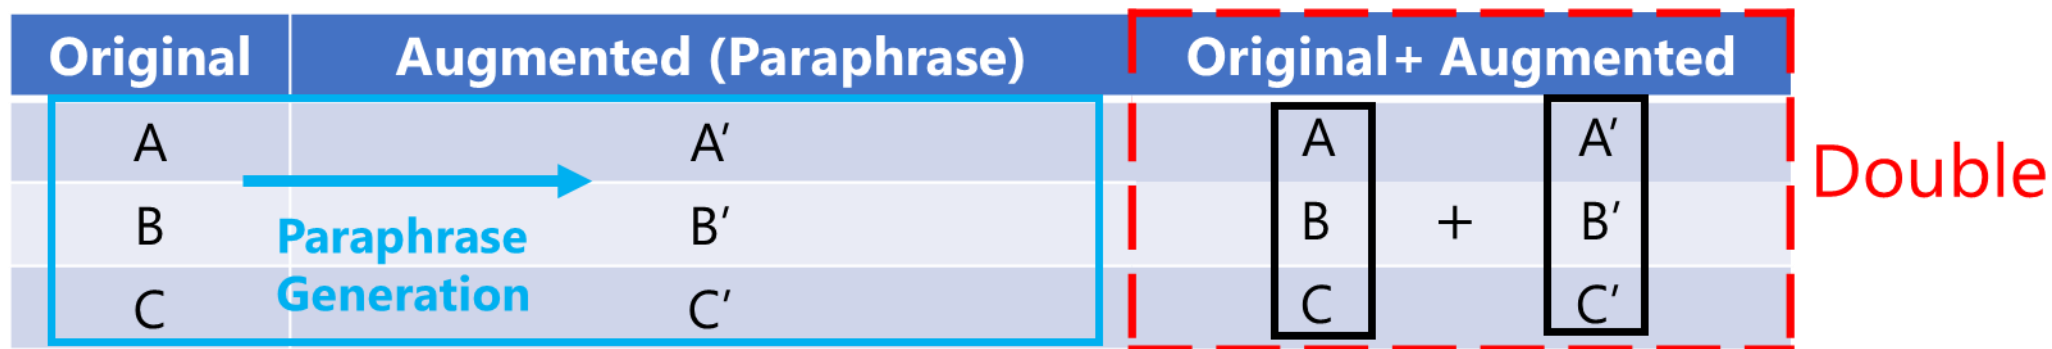 Original Augmented (Paraphrase) Original+ Augmented
A A′ A A′
Double
B Paraphrase B′ B + B′
Generation
C C′ C C′